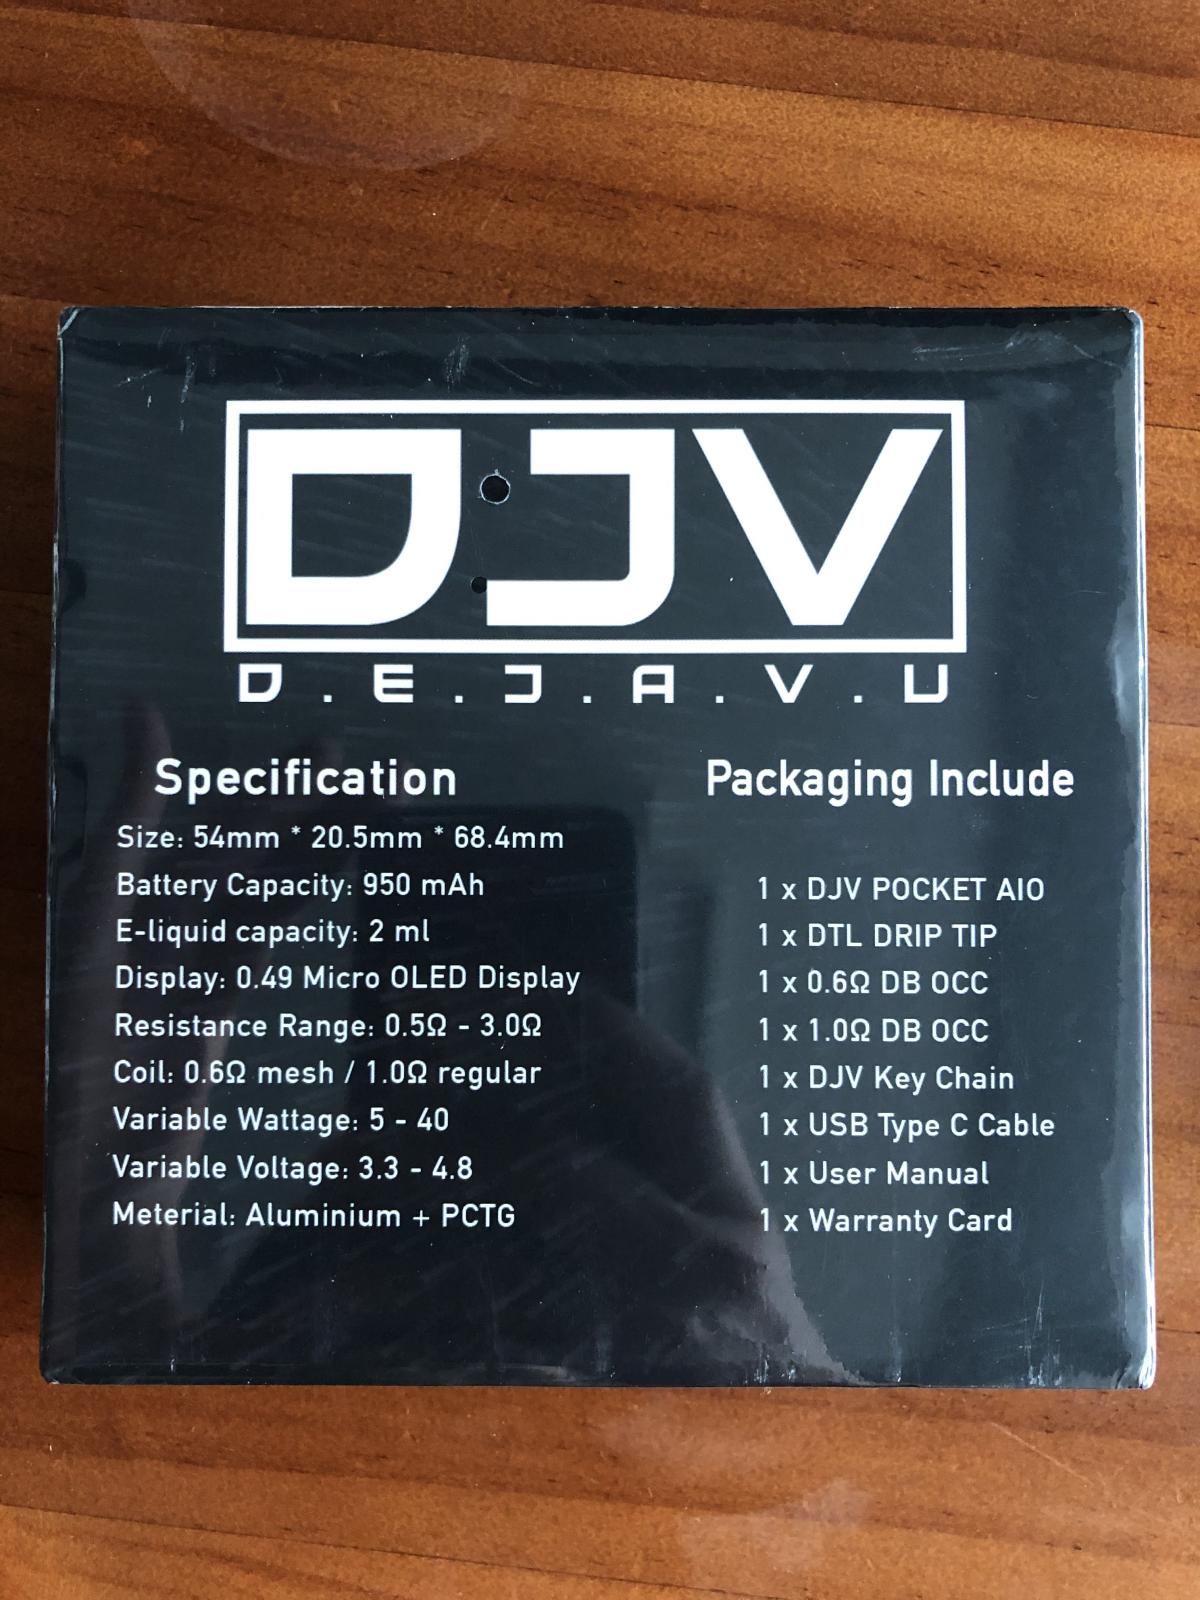 DJV
D.E.J.A.V.U
Specification
Size: 54mm * 20.5mm * 68.4mm
Battery Capacity: 950 mAh
E-liquid capacity: 2 ml
Display: 0.49 Micro OLED Display
Resistance Range: 0.5Ω - 3.0Ω
Coil: 0.6Ω mesh / 1.0Ω regular
Variable Wattage: 5 - 40
Variable Voltage: 3.3 - 4.8
Meterial: Aluminium + PCTG
Packaging Include
1 x DJV POCKET AIO
1 x DTL DRIP TIP
1 x 0.6Ω DB OCC
1 x 1.0Ω DB OCC
1 x DJV Key Chain
1 x USB Type C Cable
1 x User Manual
1 x Warranty Card